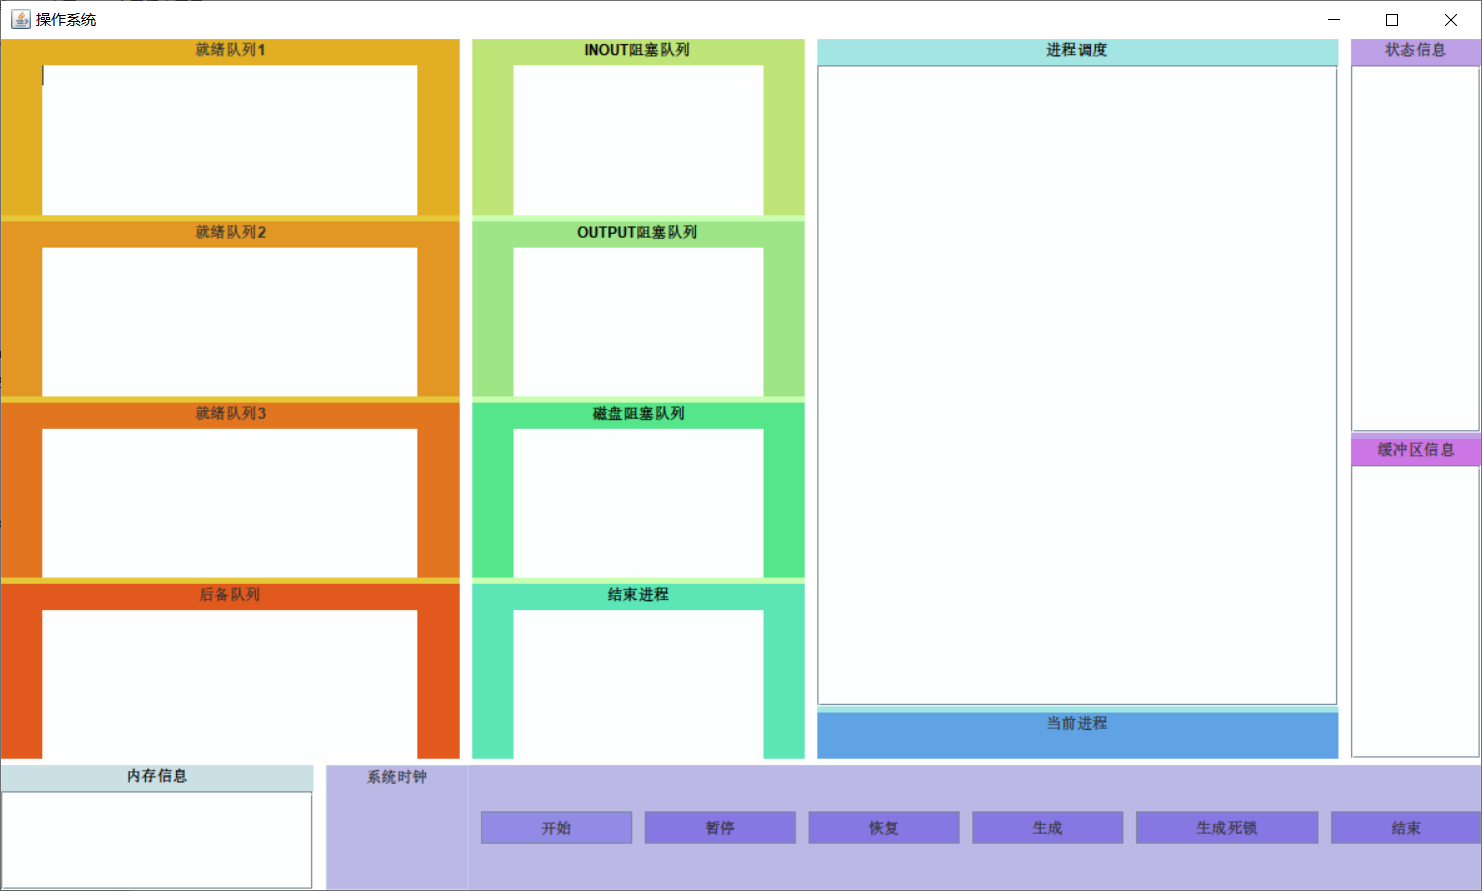 操作系统
就绪队列1
INOUT阻塞队列
进程调度
状态信息
就绪队列2
OUTPUT阻塞队列
就绪队列3
磁盘阻塞队列
缓冲区信息
后备队列
结束进程
当前进程
内存信息
系统时钟
开始
暂停
恢复
生成
生成死锁
结束